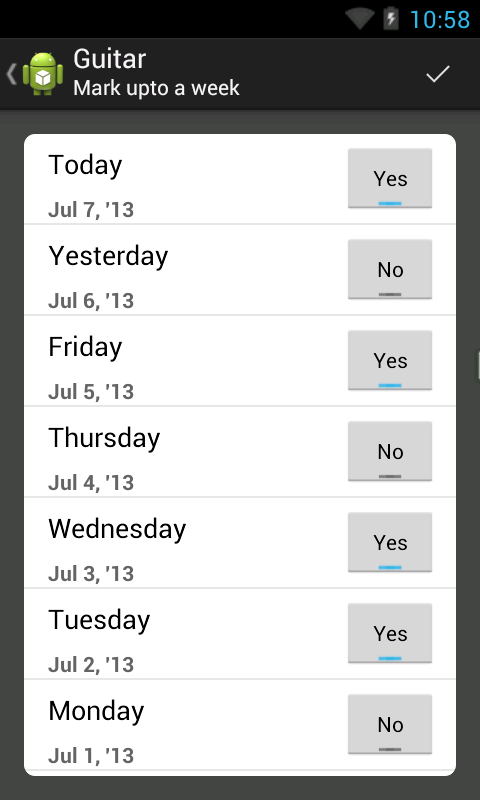 10:58
Guitar
Mark upto a week
Today
Yes
Jul 7, '13
Yesterday
No
Jul 6, '13
Friday
Yes
Jul 5, '13
Thursday
No
Jul 4, '13
Wednesday
Yes
Jul 3, '13
Tuesday
Yes
Jul 2, '13
Monday
No
Jul 1, '13